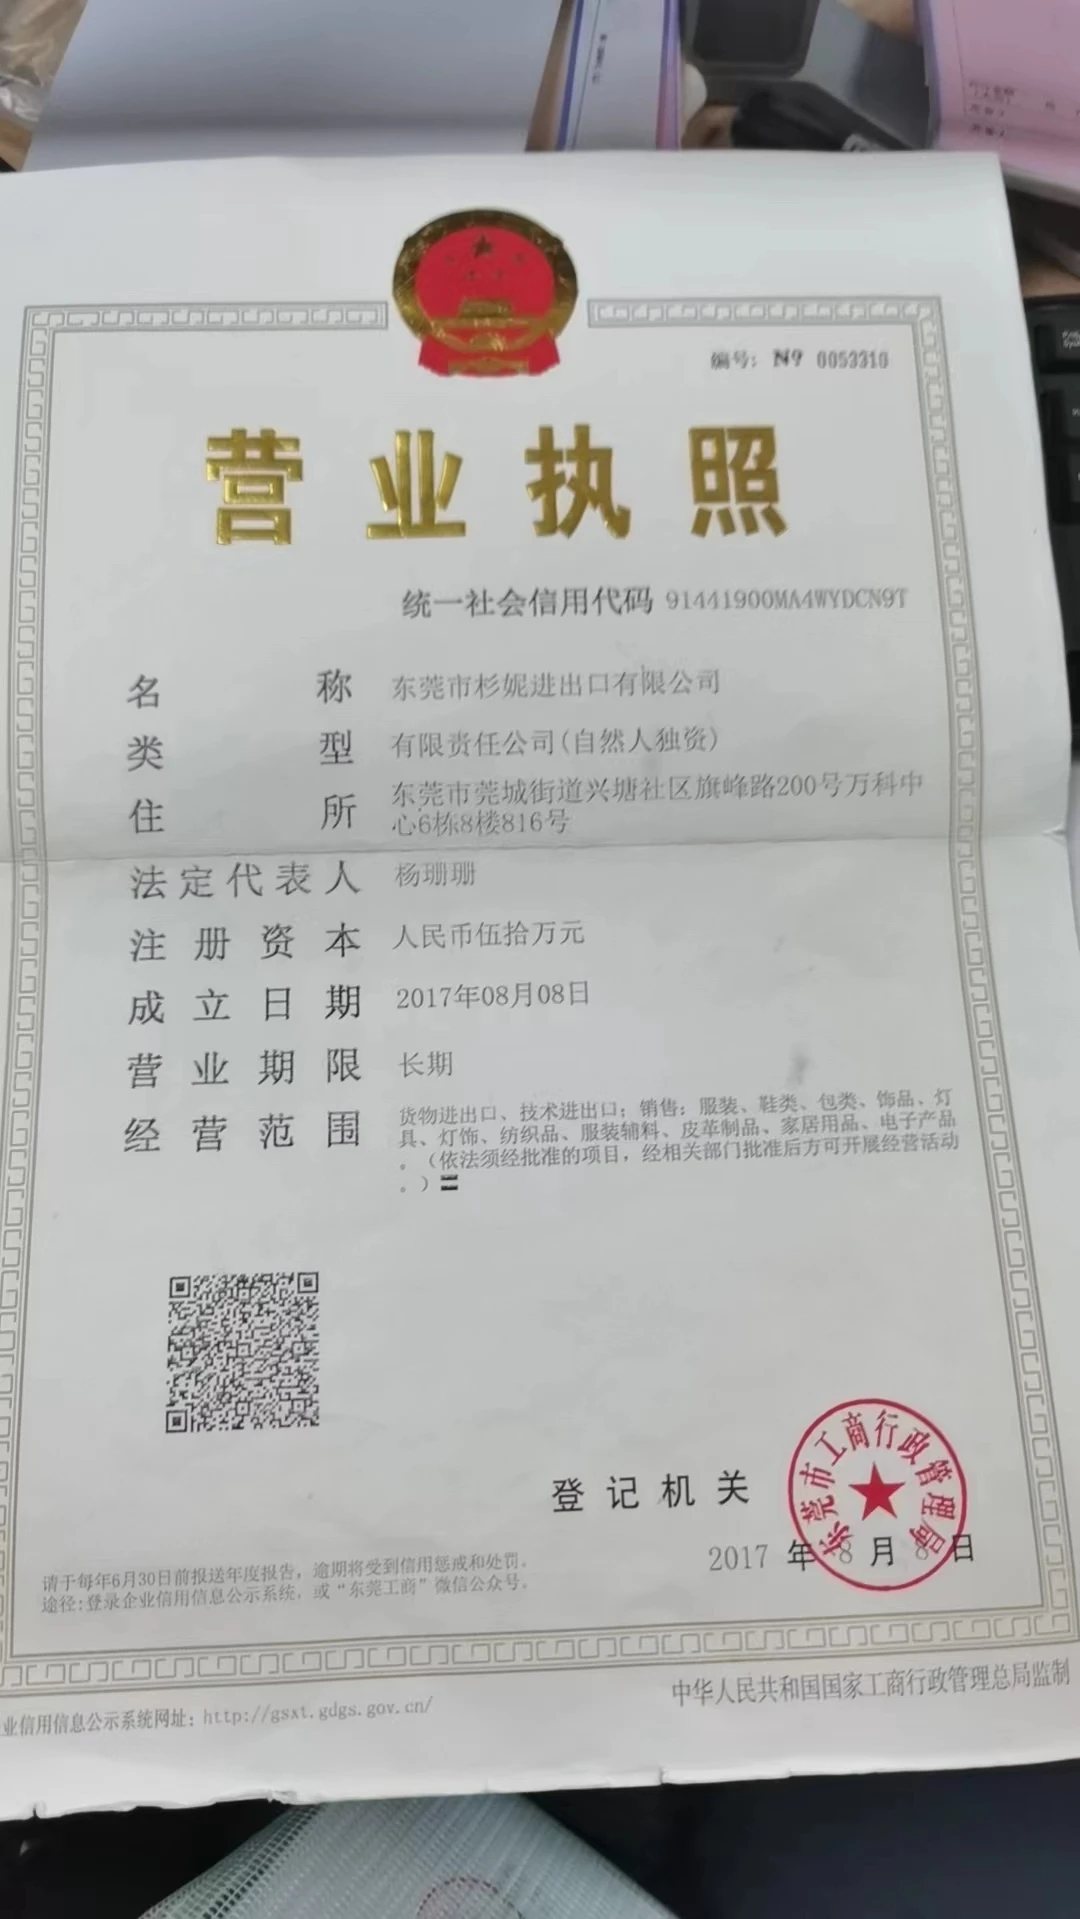 编号: № 0053310
营业执照
统一社会信用代码 91441900MA4WYDCN9T
名称 东莞市杉妮进出口有限公司
类型 有限责任公司(自然人独资)
住所 东莞市莞城街道兴塘社区旗峰路200号万科中
心6栋8楼816号
法定代表人 杨珊珊
注册资本 人民币伍拾万元
成立日期 2017年08月08日
营业期限 长期
经营范围 货物进出口、技术进出口；销售：服装、鞋类、包类、饰品、灯
具、灯饰、纺织品、服装辅料、皮革制品、家居用品、电子产品
。（依法须经批准的项目，经相关部门批准后方可开展经营活动
。）
登记机关
东莞市工商行政管理局
2017 年 8 月 8 日
请于每年6月30日前报送年度报告，逾期将受到信用惩戒和处罚。
途径:登录企业信用信息公示系统，或“东莞工商”微信公众号。
业信用信息公示系统网址：http://gsxt.gdgs.gov.cn/
中华人民共和国国家工商行政管理总局监制